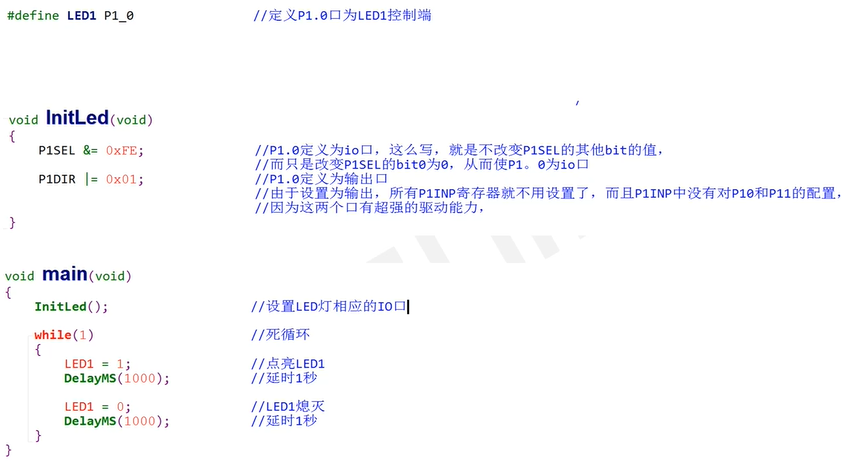 #define LED1 P1_0 //定义P1.0口为LED1控制端
void InitLed(void)
{
P1SEL &= 0xFE; //P1.0定义为io口，这么写，就是不改变P1SEL的其他bit的值，
//而只是改变P1SEL的bit0为0，从而使P1。0为io口
P1DIR |= 0x01; //P1.0定义为输出口
//由于设置为输出，所有P1INP寄存器就不用设置了，而且P1INP中没有对P10和P11的配置，
//因为这两个口有超强的驱动能力，
}
void main(void)
{
InitLed(); //设置LED灯相应的IO口
while(1) //死循环
{
LED1 = 1; //点亮LED1
DelayMS(1000); //延时1秒
LED1 = 0; //LED1熄灭
DelayMS(1000); //延时1秒
}
}